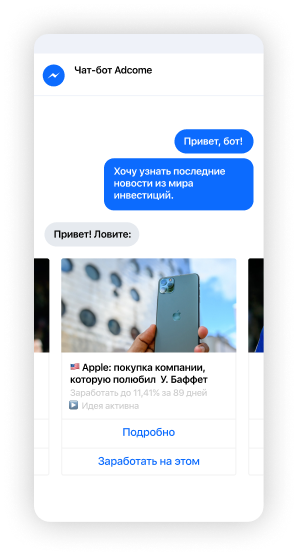 Чат-бот Adcome
Привет, бот!
Хочу узнать последние
новости из мира
инвестиций.
Привет! Ловите:
🇺🇸 Apple: покупка компании,
которую полюбил У. Баффет
Заработать до 11,41% за 89 дней
▶️ Идея активна
Подробно
Заработать на этом